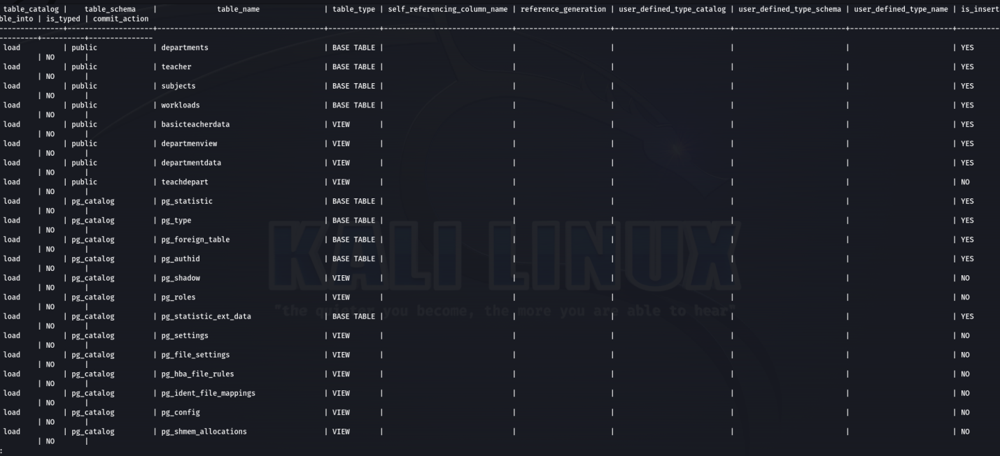 table_catalog | table_schema | table_name | table_type | self_referencing_column_name | reference_generation | user_defined_type_catalog | user_defined_type_schema | user_defined_type_name | is_insert
ble_into | is_typed | commit_action
---------------+--------------------+---------------------------------------+------------+------------------------------+----------------------+---------------------------+--------------------------+------------------------+----------
---------+----------+---------------
load | public | departments | BASE TABLE | | | | | | YES
| NO |
load | public | teacher | BASE TABLE | | | | | | YES
| NO |
load | public | subjects | BASE TABLE | | | | | | YES
| NO |
load | public | workloads | BASE TABLE | | | | | | YES
| NO |
load | public | basicteacherdata | VIEW | | | | | | YES
| NO |
load | public | departmenview | VIEW | | | | | | YES
| NO |
load | public | departmentdata | VIEW | | | | | | YES
| NO |
load | public | teachdepart | VIEW | | | | | | NO
| NO |
load | pg_catalog | pg_statistic | BASE TABLE | | | | | | YES
| NO |
load | pg_catalog | pg_type | BASE TABLE | | | | | | YES
| NO |
load | pg_catalog | pg_foreign_table | BASE TABLE | | | | | | YES
| NO |
load | pg_catalog | pg_authid | BASE TABLE | | | | | | YES
| NO |
load | pg_catalog | pg_shadow | VIEW | | | | | | NO
| NO |
load | pg_catalog | pg_roles | VIEW | | | | | | NO
| NO |
load | pg_catalog | pg_statistic_ext_data | BASE TABLE | | | | | | YES
| NO |
load | pg_catalog | pg_settings | VIEW | | | | | | NO
| NO |
load | pg_catalog | pg_file_settings | VIEW | | | | | | NO
| NO |
load | pg_catalog | pg_hba_file_rules | VIEW | | | | | | NO
| NO |
load | pg_catalog | pg_ident_file_mappings | VIEW | | | | | | NO
| NO |
load | pg_catalog | pg_config | VIEW | | | | | | NO
| NO |
load | pg_catalog | pg_shmem_allocations | VIEW | | | | | | NO
| NO |
:
KALI LINUX
"the quieter you become, the more you are able to hear"